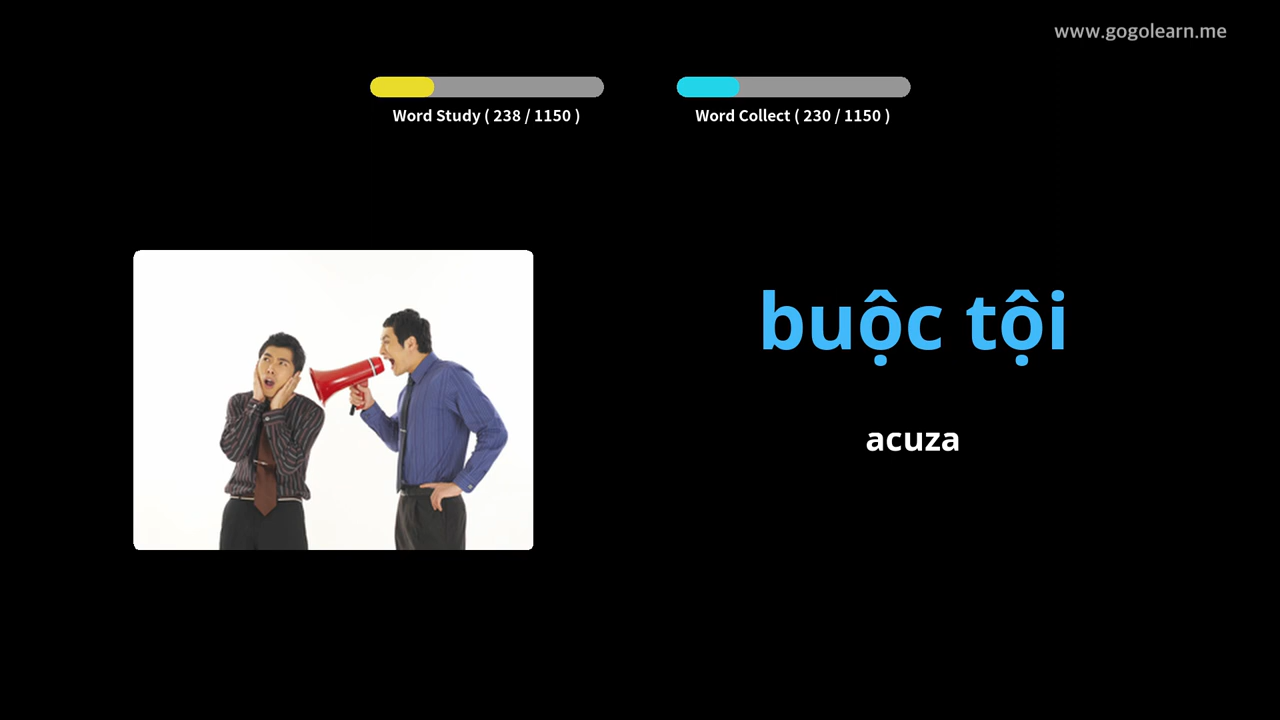 www.gogolearn.me
Word Study ( 238 / 1150 )
Word Collect ( 230 / 1150 )
buộc tội
acuza